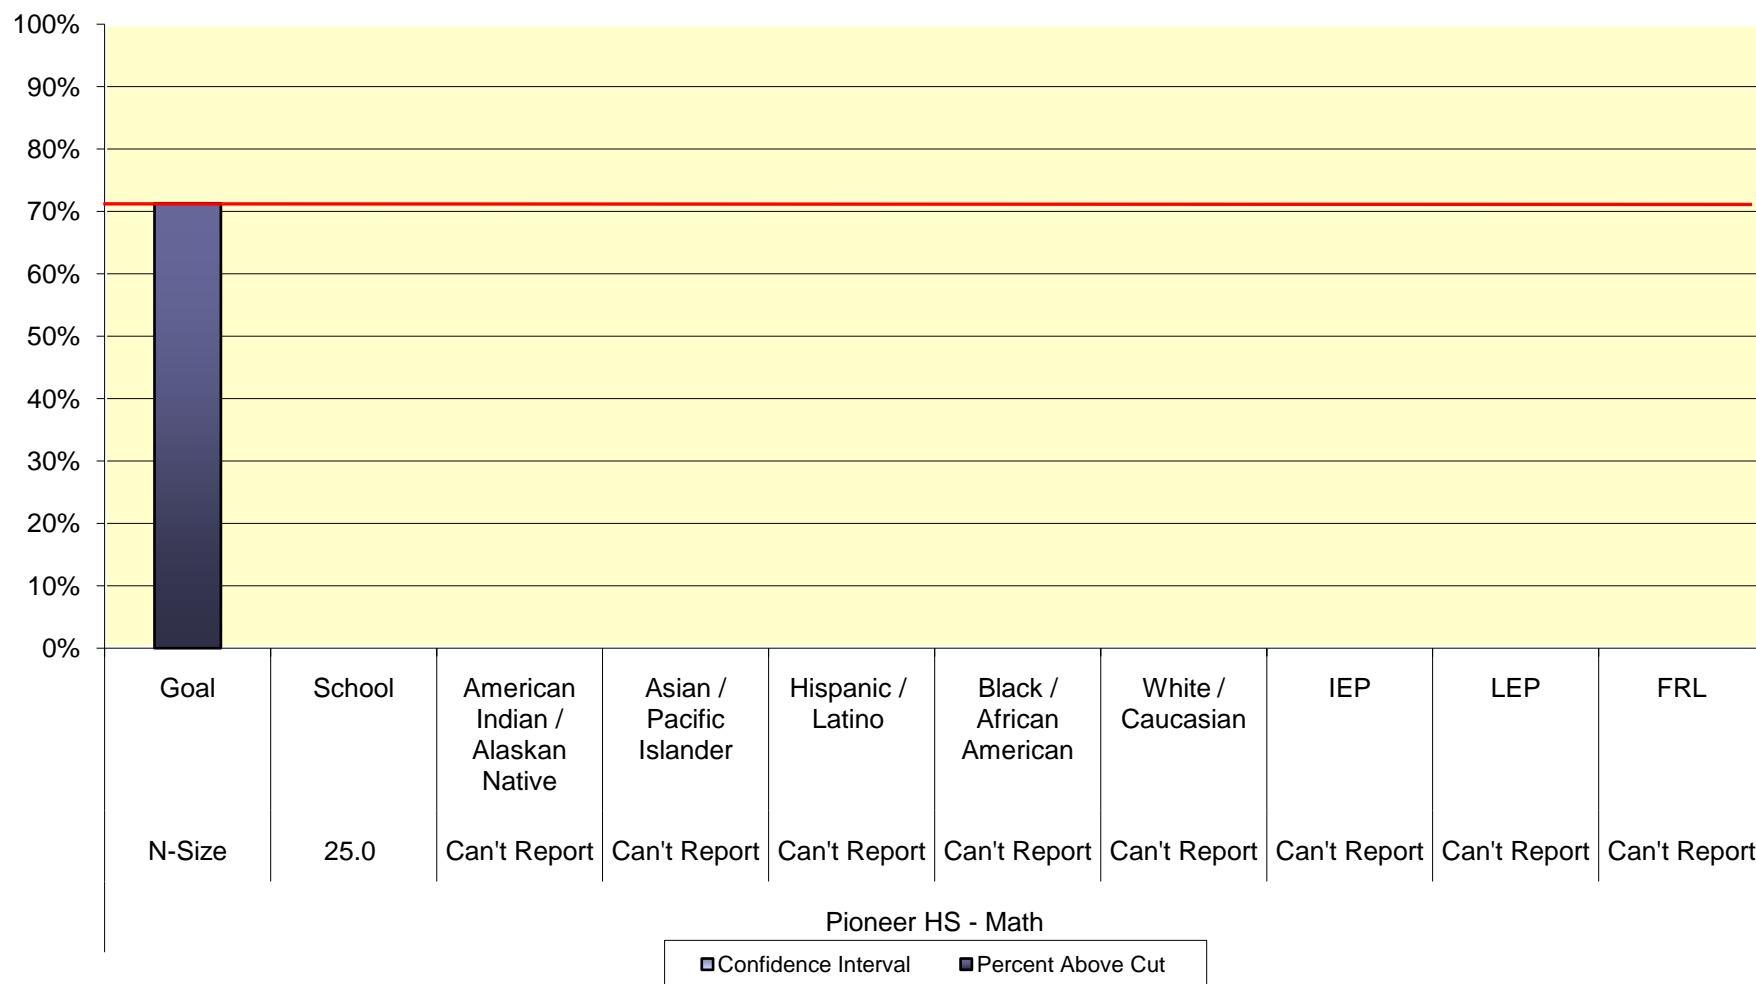 100%
90%
80%
70%
60%
50%
40%
30%
20%
10%
0%
Goal
School
American
Indian /
Alaskan
Native
Asian /
Pacific
Islander
Hispanic /
Latino
Black /
African
American
White /
Caucasian
IEP
LEP
FRL
N-Size
25.0
Can't Report
Can't Report
Can't Report
Can't Report
Can't Report
Can't Report
Can't Report
Can't Report
Pioneer HS - Math
Confidence Interval
Percent Above Cut